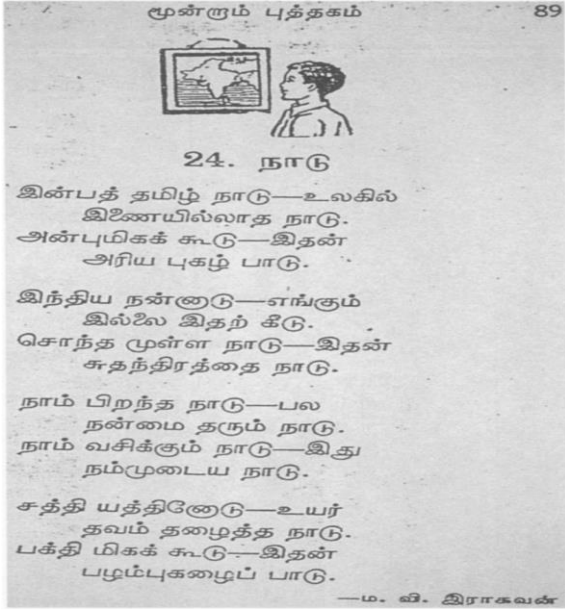 மூன்றாம் புத்தகம் 89
24. நாடு
இன்பத் தமிழ் நாடு—உலகில்
இணையில்லாத நாடு.
அன்புமிகக் கூடு—இதன்
அரிய புகழ் பாடு.
இந்திய நன்னாடு—எங்கும்
இல்லை இதற் கீடு.
சொந்த முள்ள நாடு—இதன்
சுதந்திரத்தை நாடு.
நாம் பிறந்த நாடு—பல
நன்மை தரும் நாடு.
நாம் வசிக்கும் நாடு—இது
நம்முடைய நாடு.
சத்தி யத்தினோடு—உயர்
தவம் தழைத்த நாடு.
பக்தி மிகக் கூடு—இதன்
பழம்புகழைப் பாடு.
—ம. வி. இராகவன்